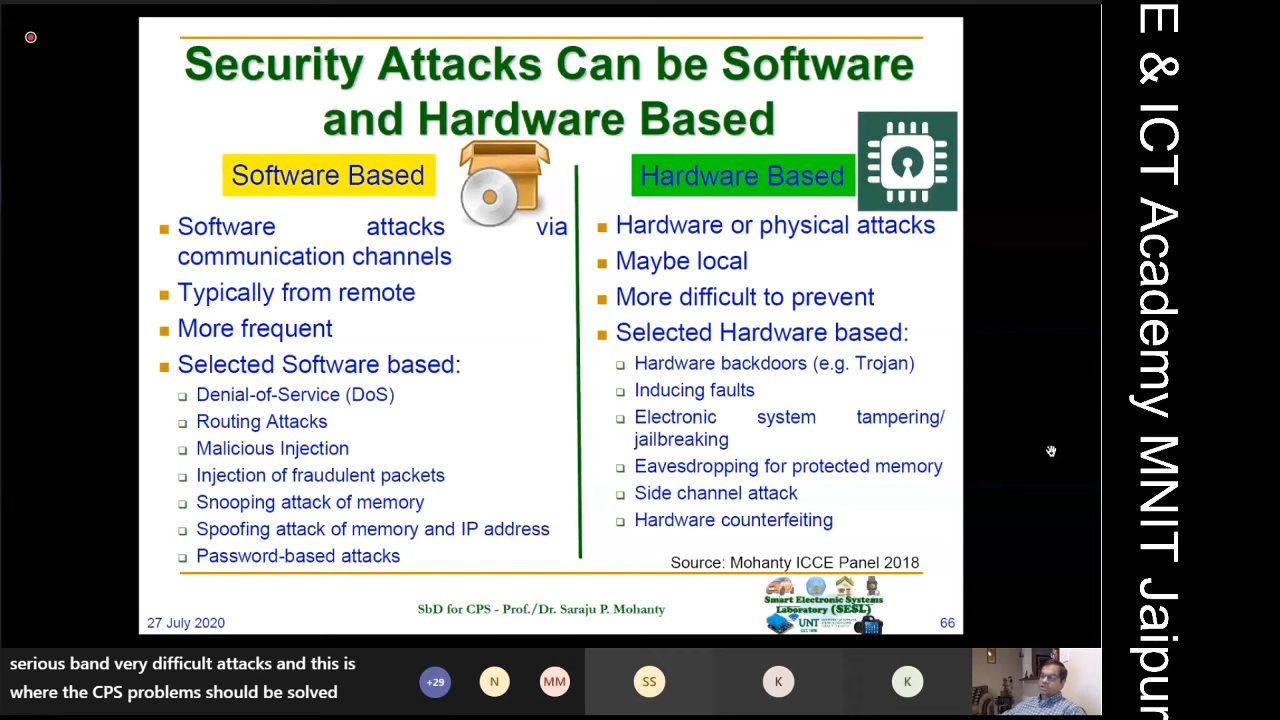 Security Attacks Can be Software
and Hardware Based
Software Based
Software attacks via
communication channels
Typically from remote
More frequent
Selected Software based:
Denial-of-Service (DoS)
Routing Attacks
Malicious Injection
Injection of fraudulent packets
Snooping attack of memory
Spoofing attack of memory and IP address
Password-based attacks
Hardware Based
Hardware or physical attacks
Maybe local
More difficult to prevent
Selected Hardware based:
Hardware backdoors (e.g. Trojan)
Inducing faults
Electronic system tampering/
jailbreaking
Eavesdropping for protected memory
Side channel attack
Hardware counterfeiting
Source: Mohanty ICCE Panel 2018
27 July 2020
SbD for CPS - Prof./Dr. Saraju P. Mohanty
Smart Electronic Systems
Laboratory (SESL)
UNT
66
serious band very difficult attacks and this is
where the CPS problems should be solved
+29
N
MM
SS
K
K
E & ICT Academy MNIT Jaipur